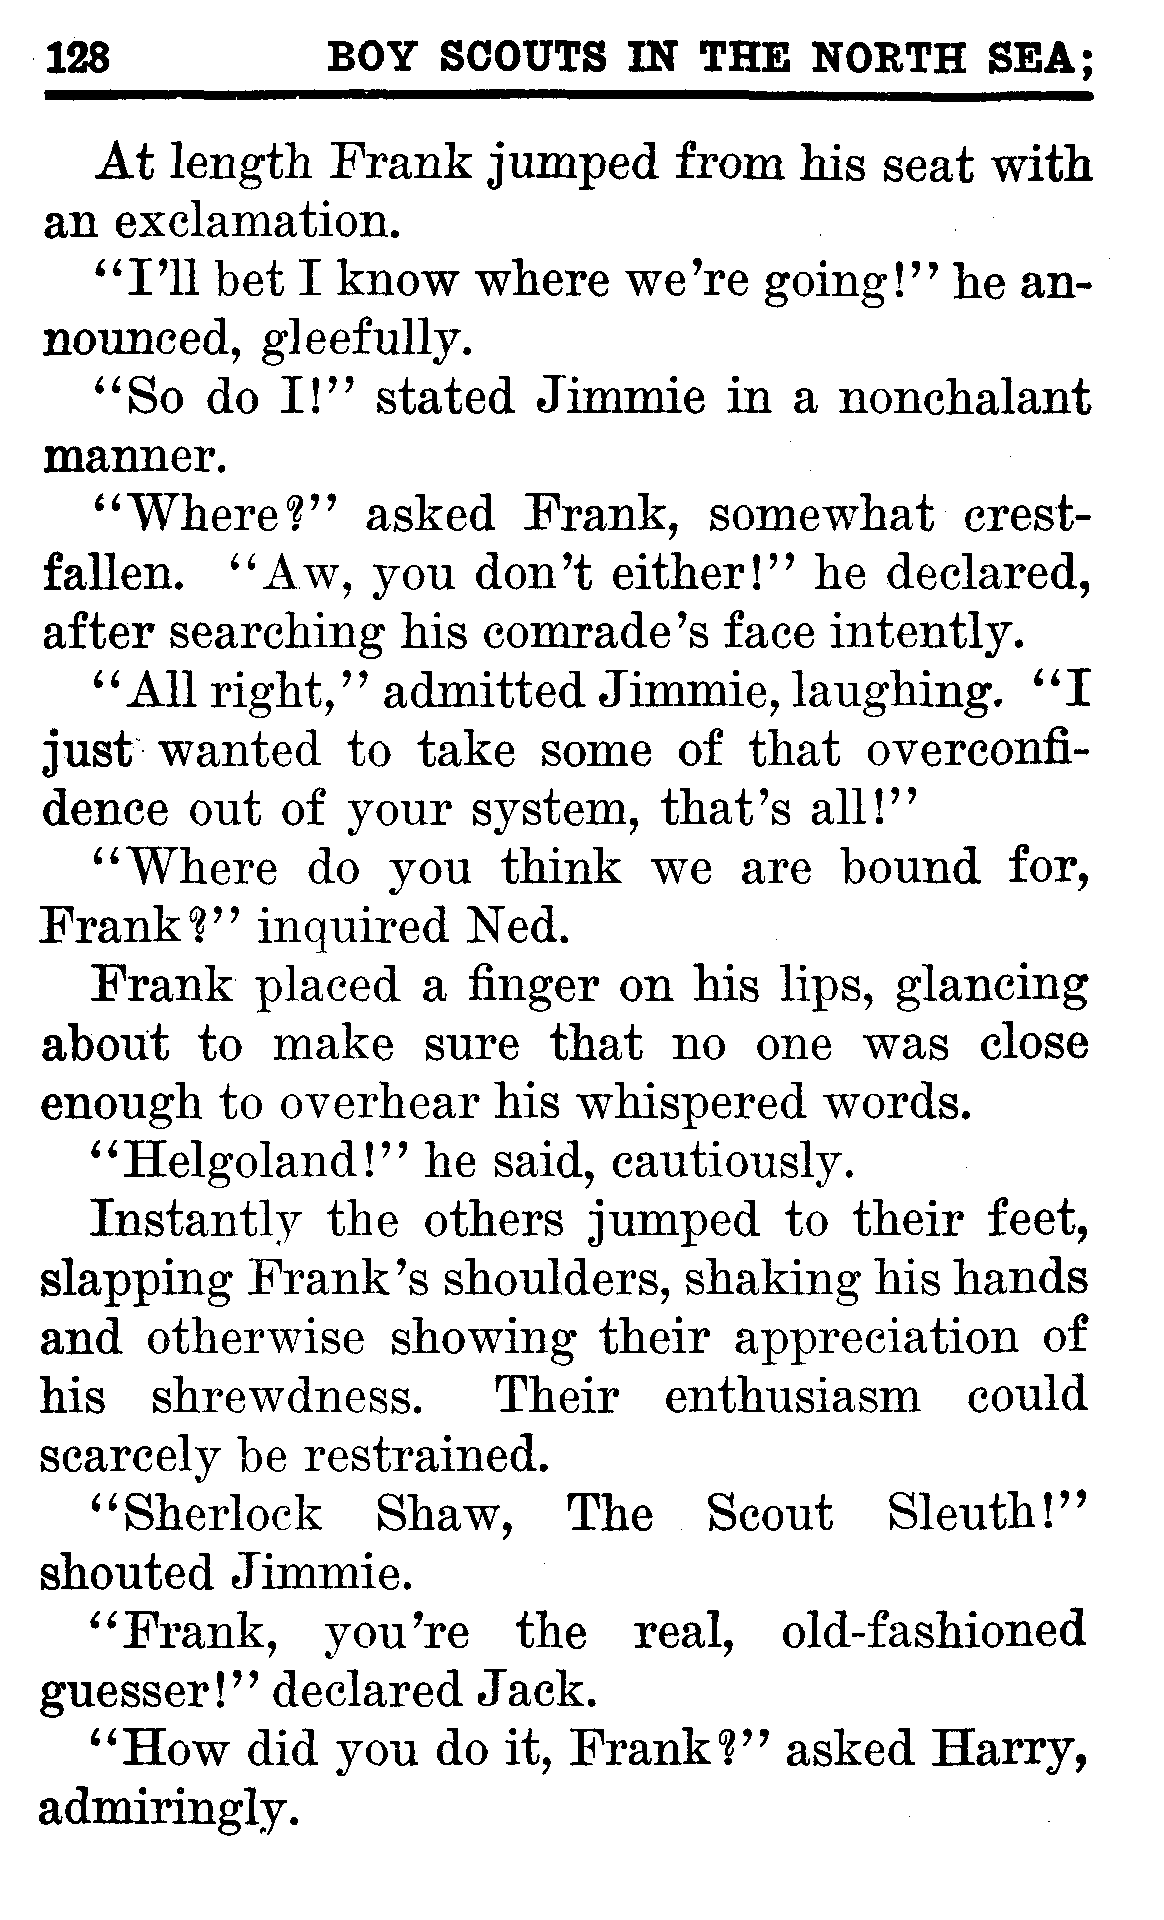 128 BOY SCOUTS IN THE NORTH SEA;
At length Frank jumped from his seat with
an exclamation.
"I'll bet I know where we're going!" he an-
nounced, gleefully.
"So do I!" stated Jimmie in a nonchalant
manner.
"Where?" asked Frank, somewhat crest-
fallen. "Aw, you don't either!" he declared,
after searching his comrade's face intently.
"All right," admitted Jimmie, laughing. "I
just wanted to take some of that overconfi-
dence out of your system, that's all!"
"Where do you think we are bound for,
Frank?" inquired Ned.
Frank placed a finger on his lips, glancing
about to make sure that no one was close
enough to overhear his whispered words.
"Helgoland!" he said, cautiously.
Instantly the others jumped to their feet,
slapping Frank's shoulders, shaking his hands
and otherwise showing their appreciation of
his shrewdness. Their enthusiasm could
scarcely be restrained.
"Sherlock Shaw, The Scout Sleuth!"
shouted Jimmie.
"Frank, you're the real, old-fashioned
guesser!" declared Jack.
"How did you do it, Frank?" asked Harry,
admiringly.